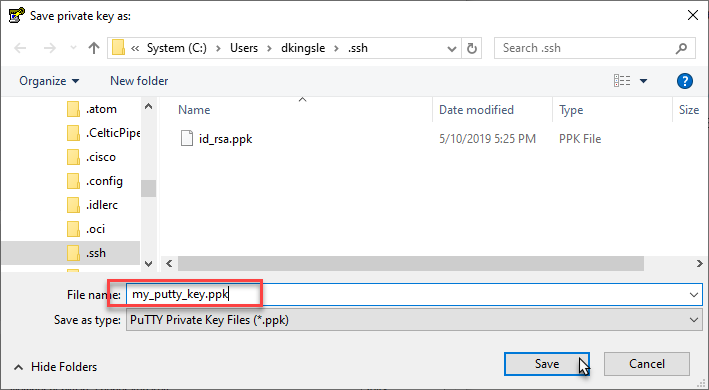 Save private key as:
« System (C:) › Users › dkingsle › .ssh
Search .ssh
Organize
New folder
Name
Date modified
Type
Size
.atom
.CelticPipe
.cisco
.config
.idlerc
.oci
.ssh
id_rsa.ppk
5/10/2019 5:25 PM
PPK File
File name: my_putty_key.ppk
Save as type: PuTTY Private Key Files (*.ppk)
Hide Folders
Save
Cancel